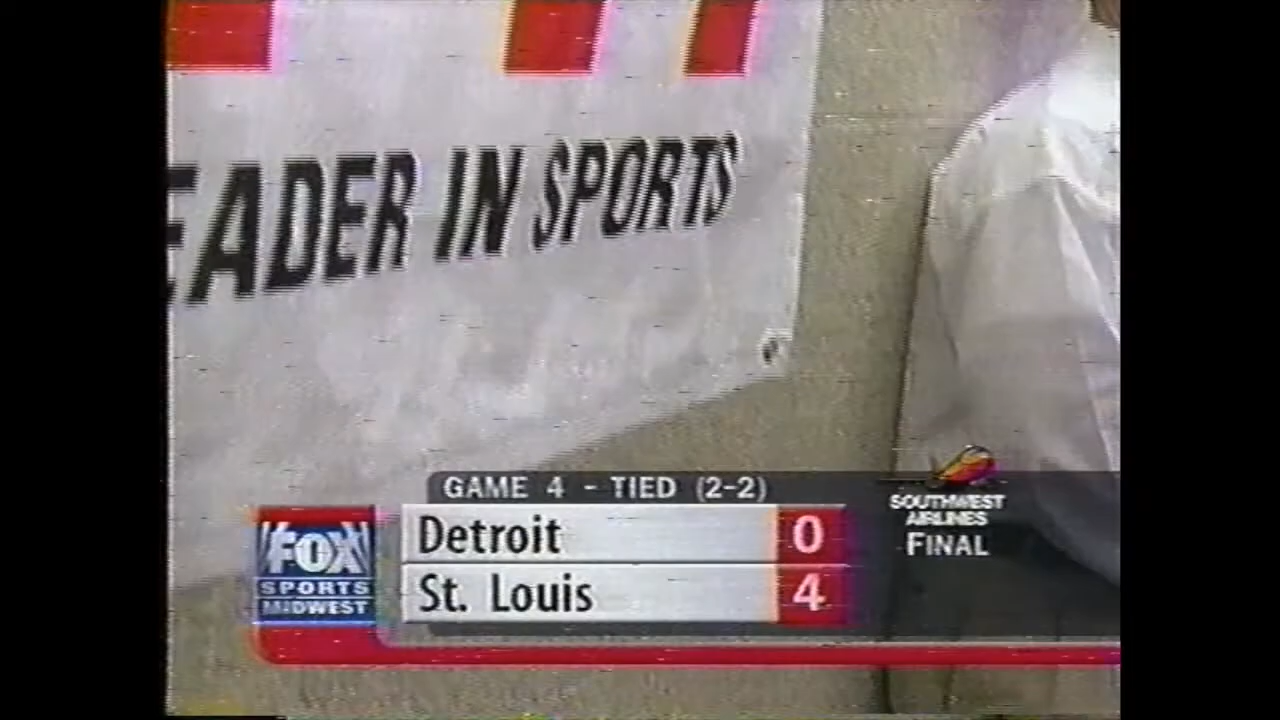 EADER IN SPORTS
GAME 4 - TIED (2-2)
Detroit 0
St. Louis 4
SOUTHWEST
AIRLINES
FINAL
FOX
SPORTS
MIDWEST